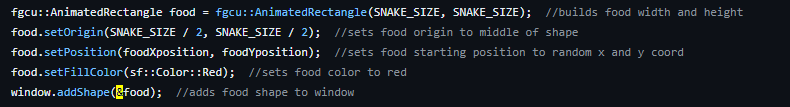 fgcu::AnimatedRectangle food = fgcu::AnimatedRectangle(SNAKE_SIZE, SNAKE_SIZE);  //builds food width and height
food.setOrigin(SNAKE_SIZE / 2, SNAKE_SIZE / 2);  //sets food origin to middle of shape
food.setPosition(foodXposition, foodYposition);  //sets food starting position to random x and y coord
food.setFillColor(sf::Color::Red);  //sets food color to red
window.addShape(&food);  //adds food shape to window